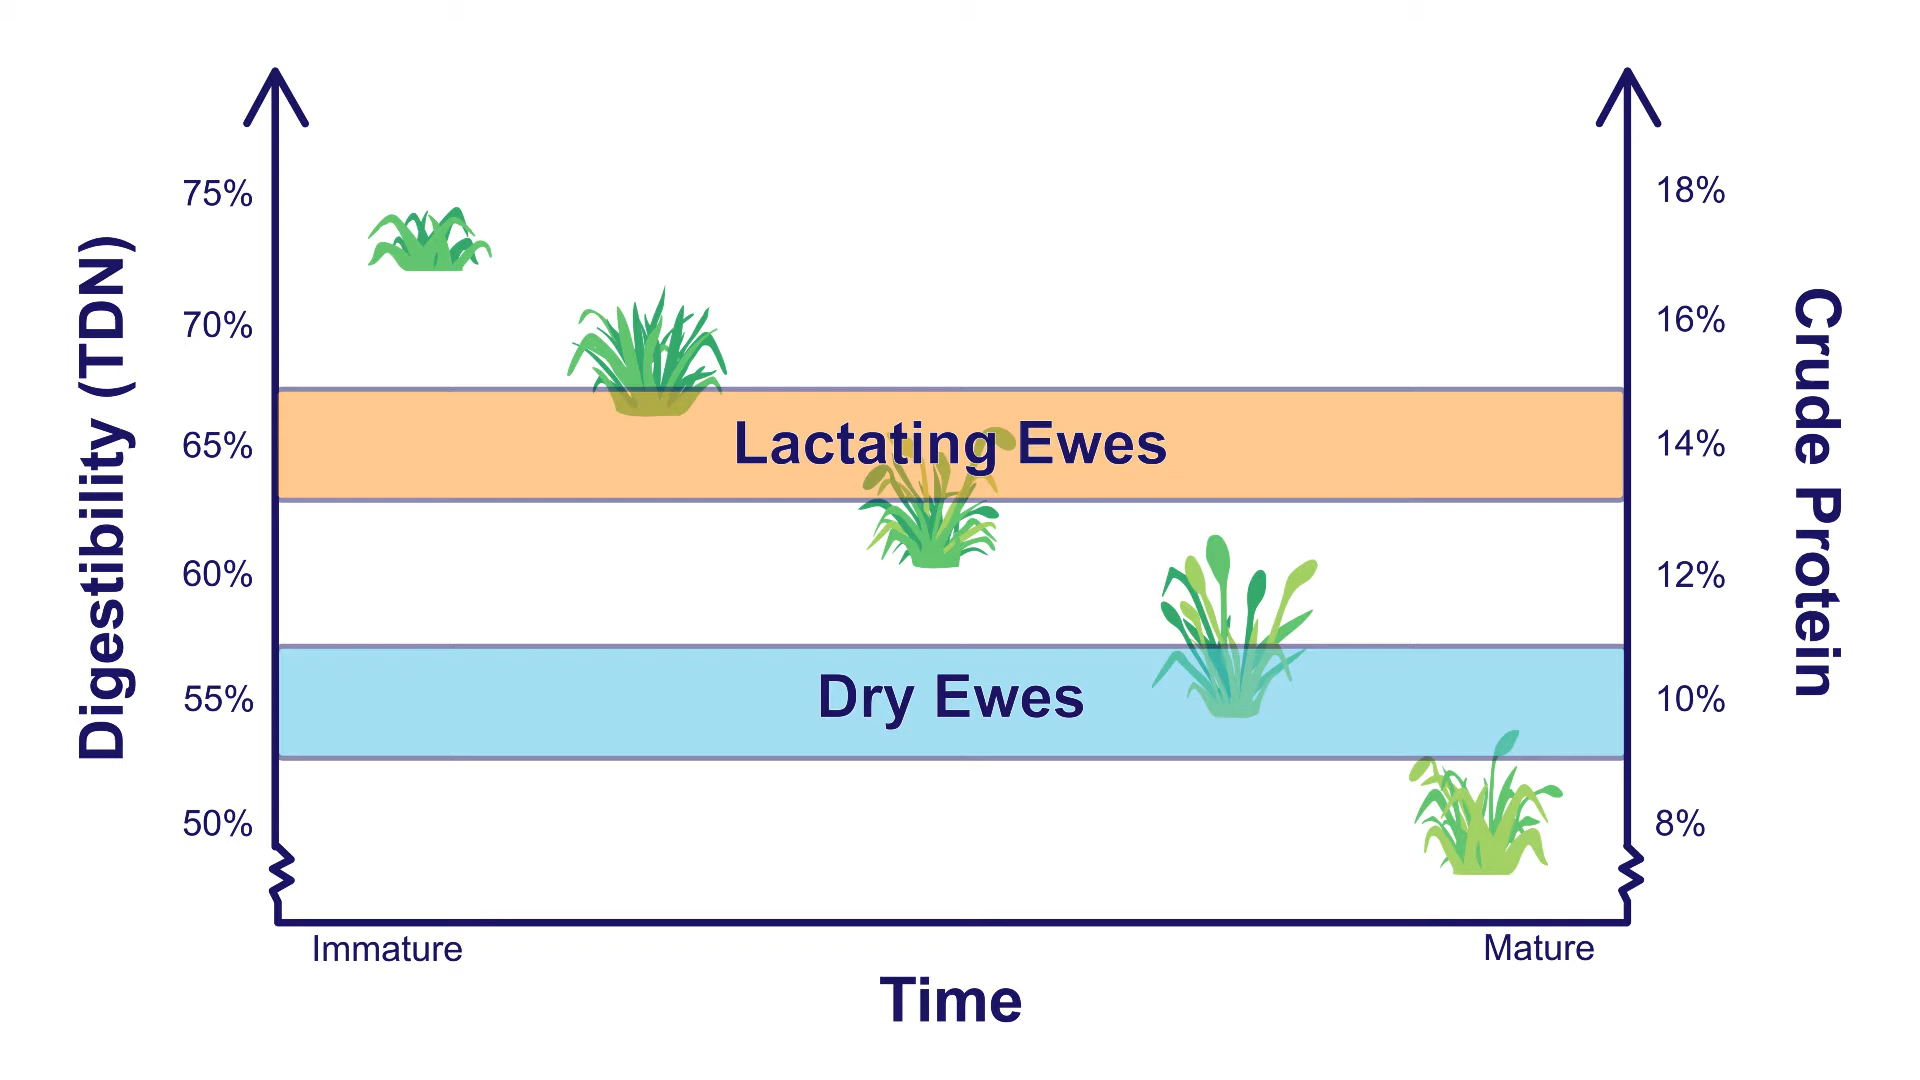 Digestibility (TDN)
75%
70%
65%
60%
55%
50%
Lactating Ewes
Dry Ewes
18%
16%
14%
12%
10%
8%
Crude Protein
Immature
Mature
Time